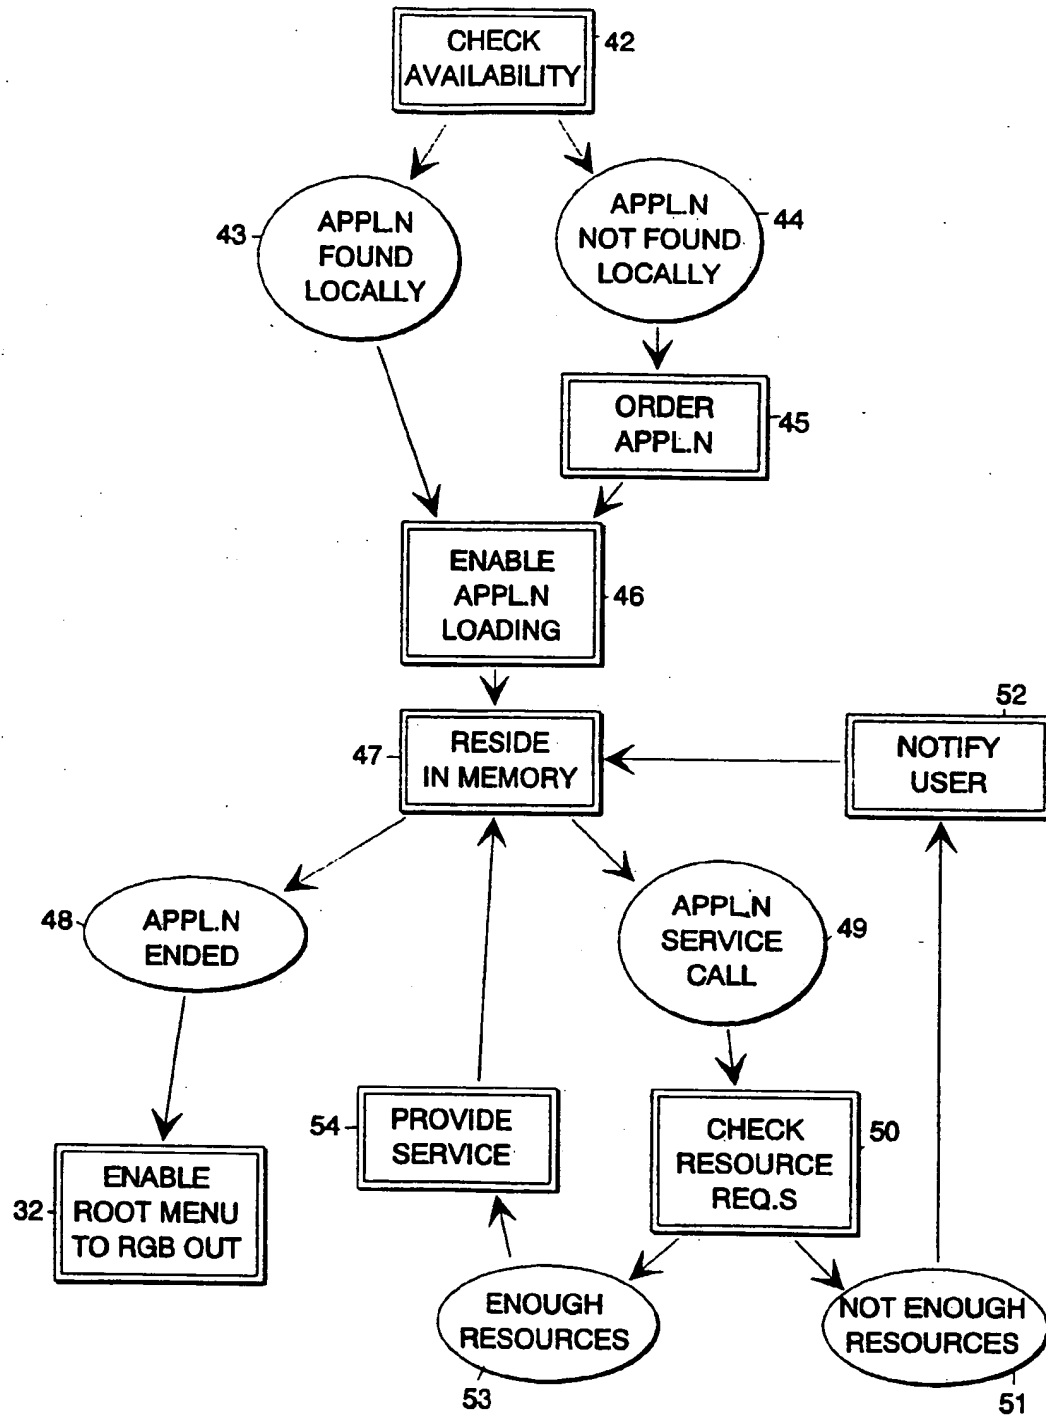 CHECK
AVAILABILITY
42
APPL.N
FOUND
LOCALLY
43
APPL.N
NOT FOUND
LOCALLY
44
ORDER
APPL.N
45
ENABLE
APPL.N
LOADING
46
RESIDE
IN MEMORY
47
NOTIFY
USER
52
APPL.N
ENDED
48
APPL.N
SERVICE
CALL
49
PROVIDE
SERVICE
54
CHECK
RESOURCE
REQ.S
50
ENABLE
ROOT MENU
TO RGB OUT
32
ENOUGH
RESOURCES
53
NOT ENOUGH
RESOURCES
51